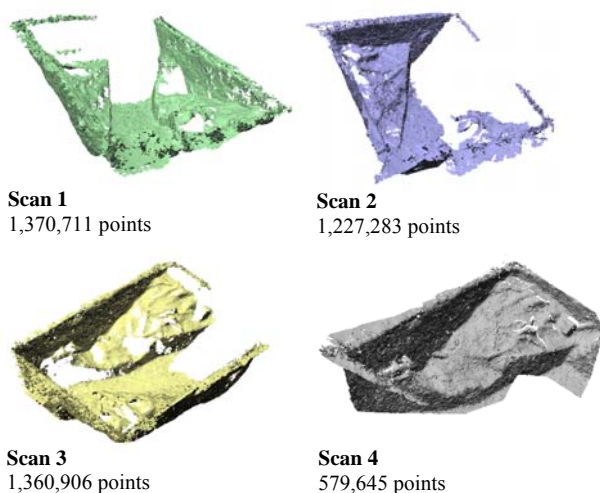 Scan 1
1,370,711 points
Scan 2
1,227,283 points
Scan 3
1,360,906 points
Scan 4
579,645 points